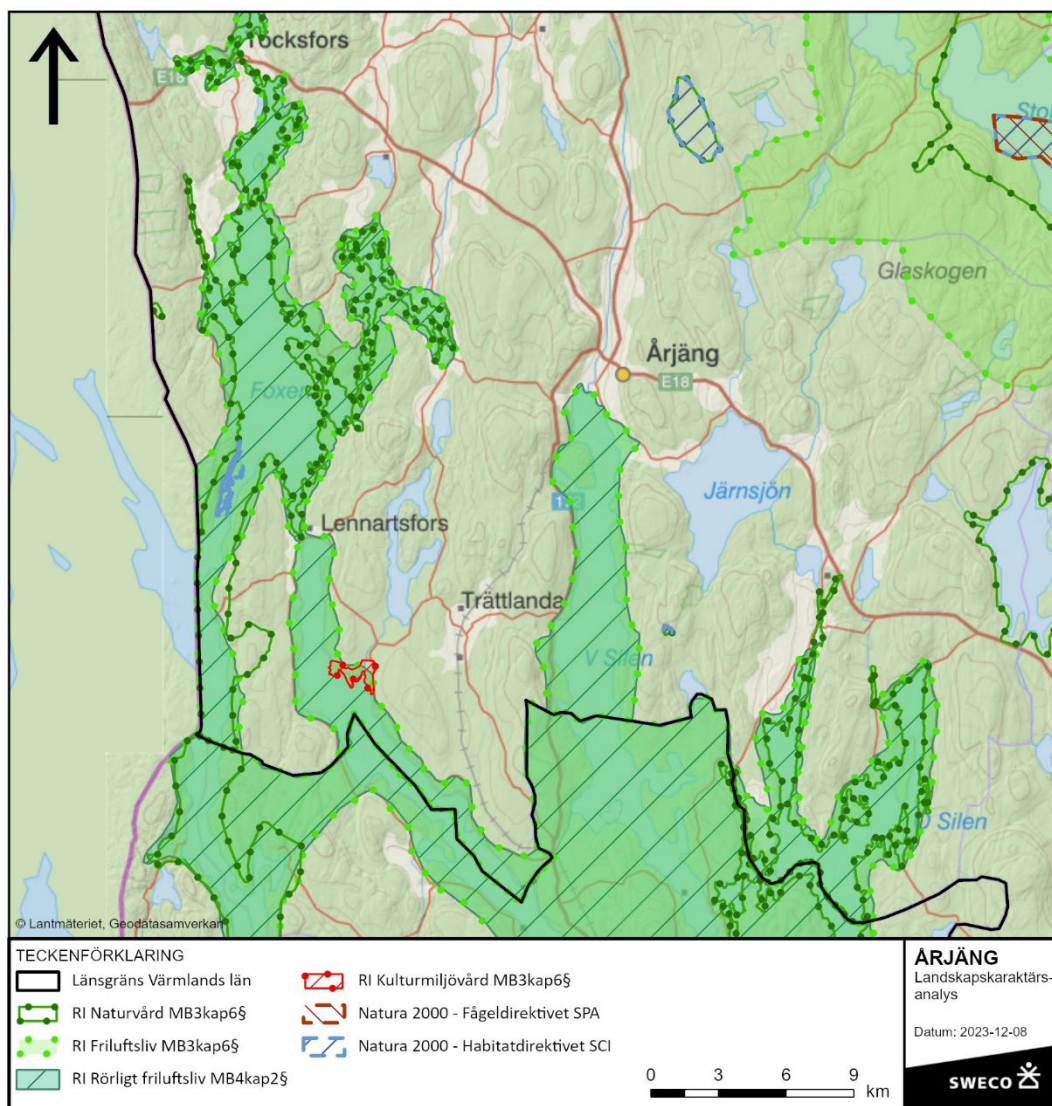 Töcksfors
E18
Sto
Glaskogen
Årjäng
E18
Foxen
Järnsjön
Lennartsfors
Trättlanda
V Silen
Silen
© Lantmäteriet, Geodatasamverkan
TECKENFÖRKLARING
Länsgräns Värmlands län
RI Naturvård MB3kap6§
RI Friluftsliv MB3kap6§
RI Rörligt friluftsliv MB4kap2§
RI Kulturmiljövård MB3kap6§
Natura 2000 - Fågeldirektivet SPA
Natura 2000 - Habitatdirektivet SCI
0 3 6 9
km
ÅRJÄNG
Landskapskaraktärs-
analys
Datum: 2023-12-08
SWECO